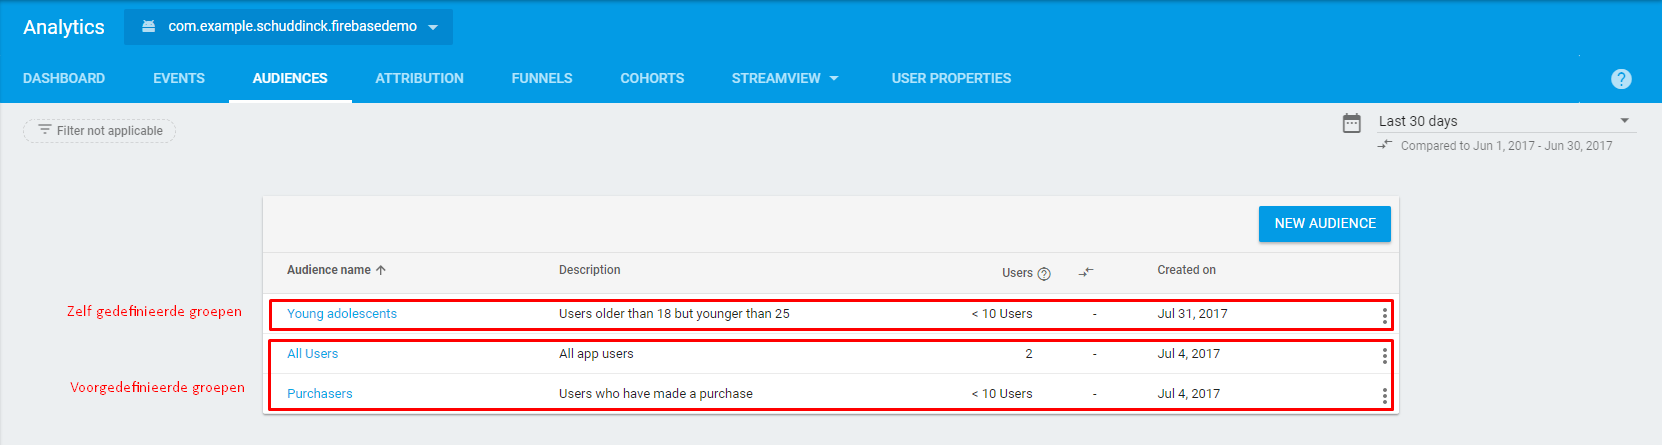 Analytics com.example.schuddinck.firebasedemo
DASHBOARD EVENTS AUDIENCES ATTRIBUTION FUNNELS COHORTS STREAMVIEW USER PROPERTIES ?
Filter not applicable
Last 30 days
Compared to Jun 1, 2017 - Jun 30, 2017
NEW AUDIENCE
Audience name Description Users ? Created on
Zelf gedefinieerde groepen
Young adolescents Users older than 18 but younger than 25 < 10 Users - Jul 31, 2017
All Users All app users 2 - Jul 4, 2017
Voorgedefinieerde groepen
Purchasers Users who have made a purchase < 10 Users - Jul 4, 2017